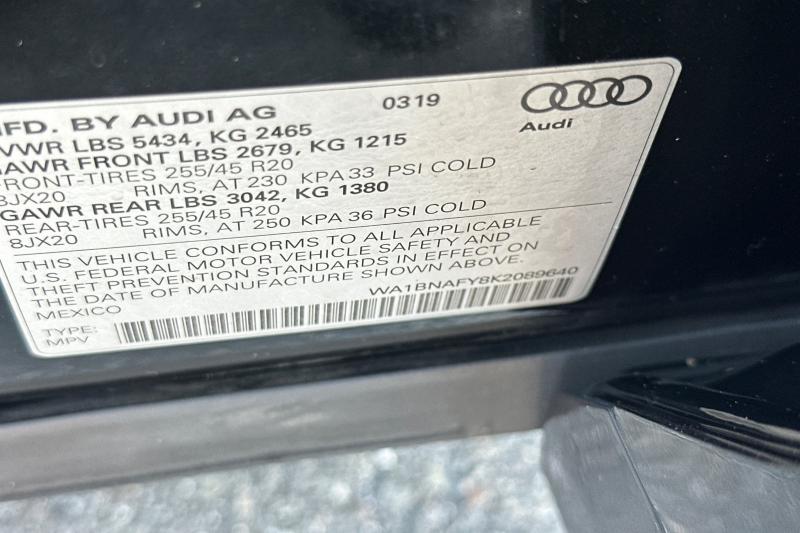 MFD. BY AUDI AG 0319
Audi
GVWR LBS 5434, KG 2465
GAWR FRONT LBS 2679, KG 1215
FRONT-TIRES 255/45 R20
8JX20 RIMS, AT 230 KPA 33 PSI COLD
GAWR REAR LBS 3042, KG 1380
REAR-TIRES 255/45 R20
8JX20 RIMS, AT 250 KPA 36 PSI COLD
THIS VEHICLE CONFORMS TO ALL APPLICABLE
U.S. FEDERAL MOTOR VEHICLE SAFETY AND
THEFT PREVENTION STANDARDS IN EFFECT ON
THE DATE OF MANUFACTURE SHOWN ABOVE.
MEXICO WA1BNAFY8K2089640
TYPE:
MPV